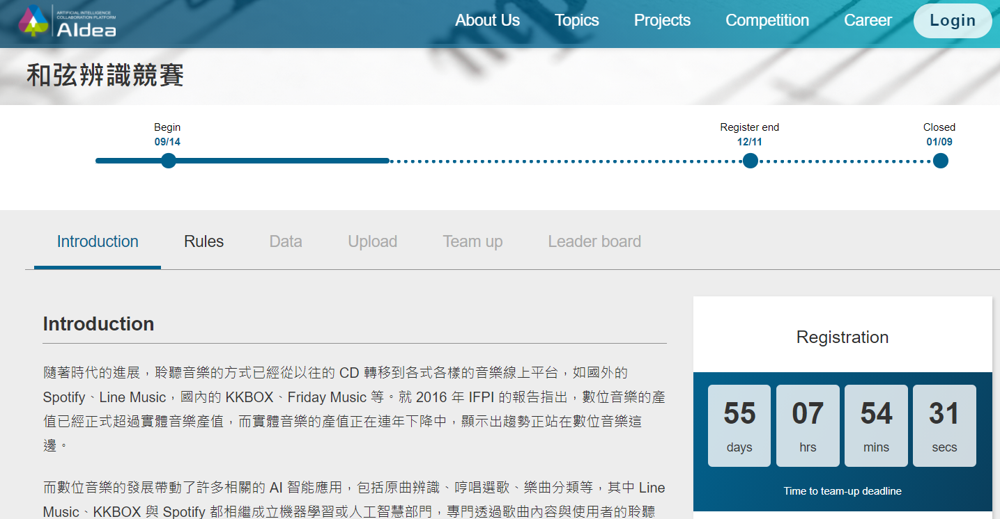 ARTIFICIAL INTELLIGENCE
COLLABORATION PLATFORM
AIdea
About Us
Topics
Projects
Competition
Career
Login
和弦辨識競賽
Begin
09/14
Register end
12/11
Closed
01/09
Introduction
Rules
Data
Upload
Team up
Leader board
Introduction
隨著時代的進展，聆聽音樂的方式已經從以往的 CD 轉移到各式各樣的音樂線上平台，如國外的
Spotify、Line Music，國內的 KKBOX、Friday Music 等。就 2016 年 IFPI 的報告指出，數位音樂的產
值已經正式超過實體音樂產值，而實體音樂的產值正在連年下降中，顯示出趨勢正站在數位音樂這
邊。
而數位音樂的發展帶動了許多相關的 AI 智能應用，包括原曲辨識、哼唱選歌、樂曲分類等，其中 Line
Music、KKBOX 與 Spotify 都相繼成立機器學習或人工智慧部門，專門透過歌曲內容與使用者的聆聽
Registration
55
07
54
31
days
hrs
mins
secs
Time to team-up deadline